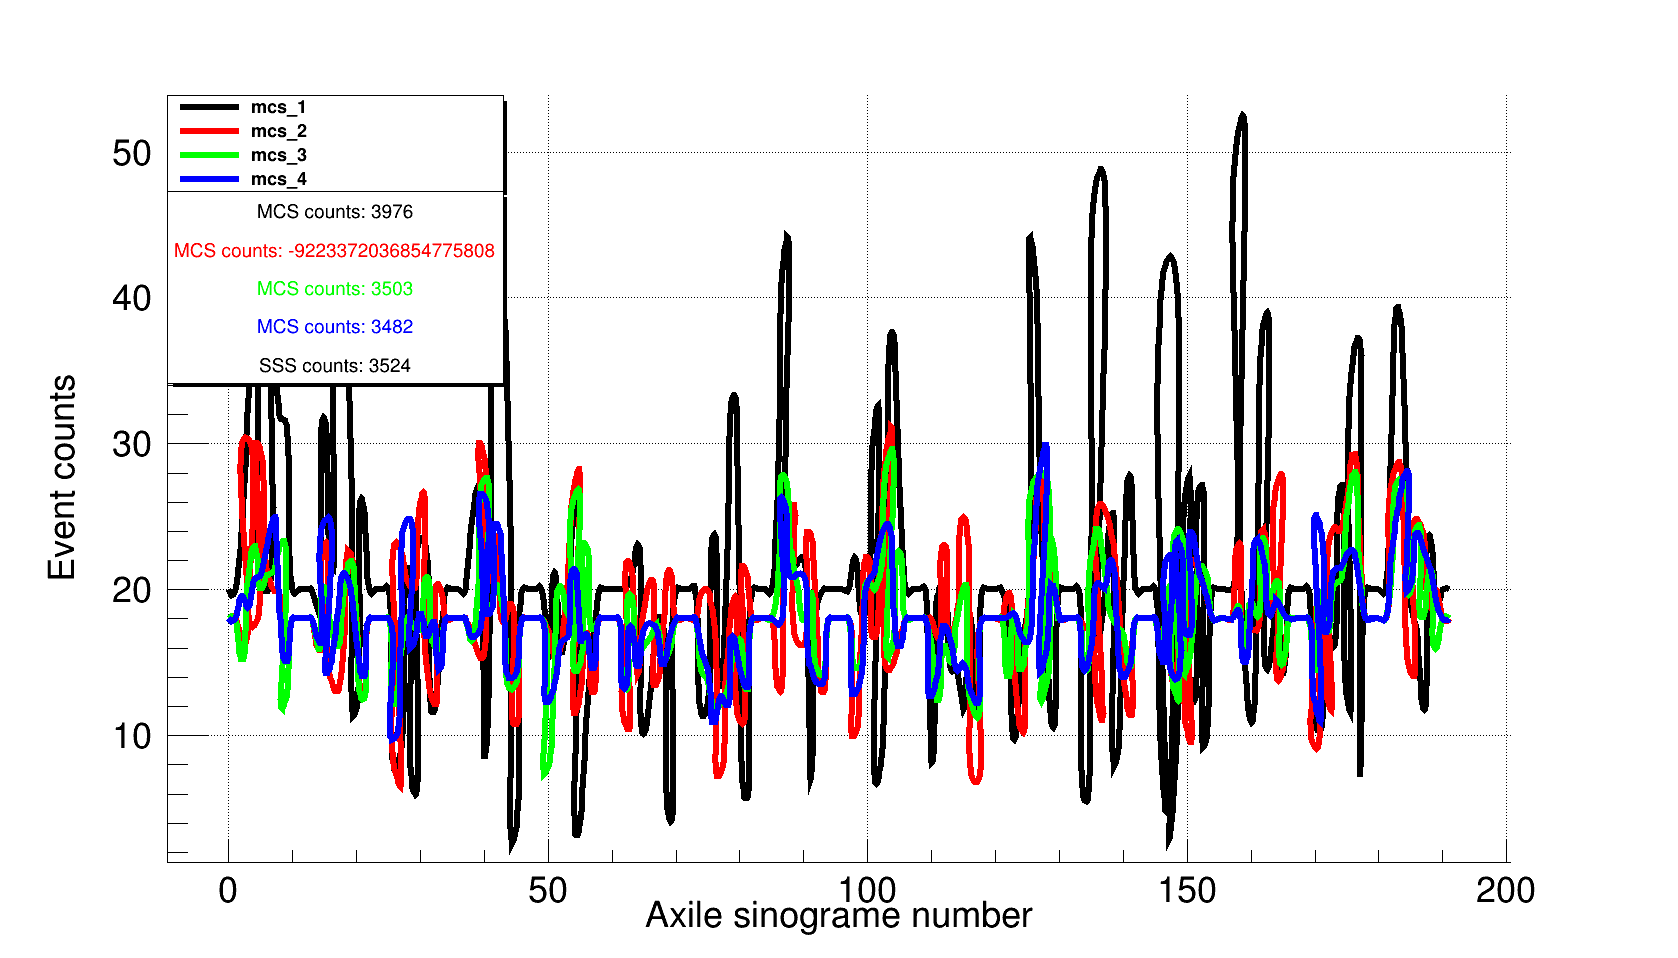 mcs_1
mcs_2
mcs_3
mcs_4
MCS counts: 3976
MCS counts: -9223372036854775808
MCS counts: 3503
MCS counts: 3482
SSS counts: 3524
Event counts
50
40
30
20
10
0 50 100 150 200
Axile sinograme number